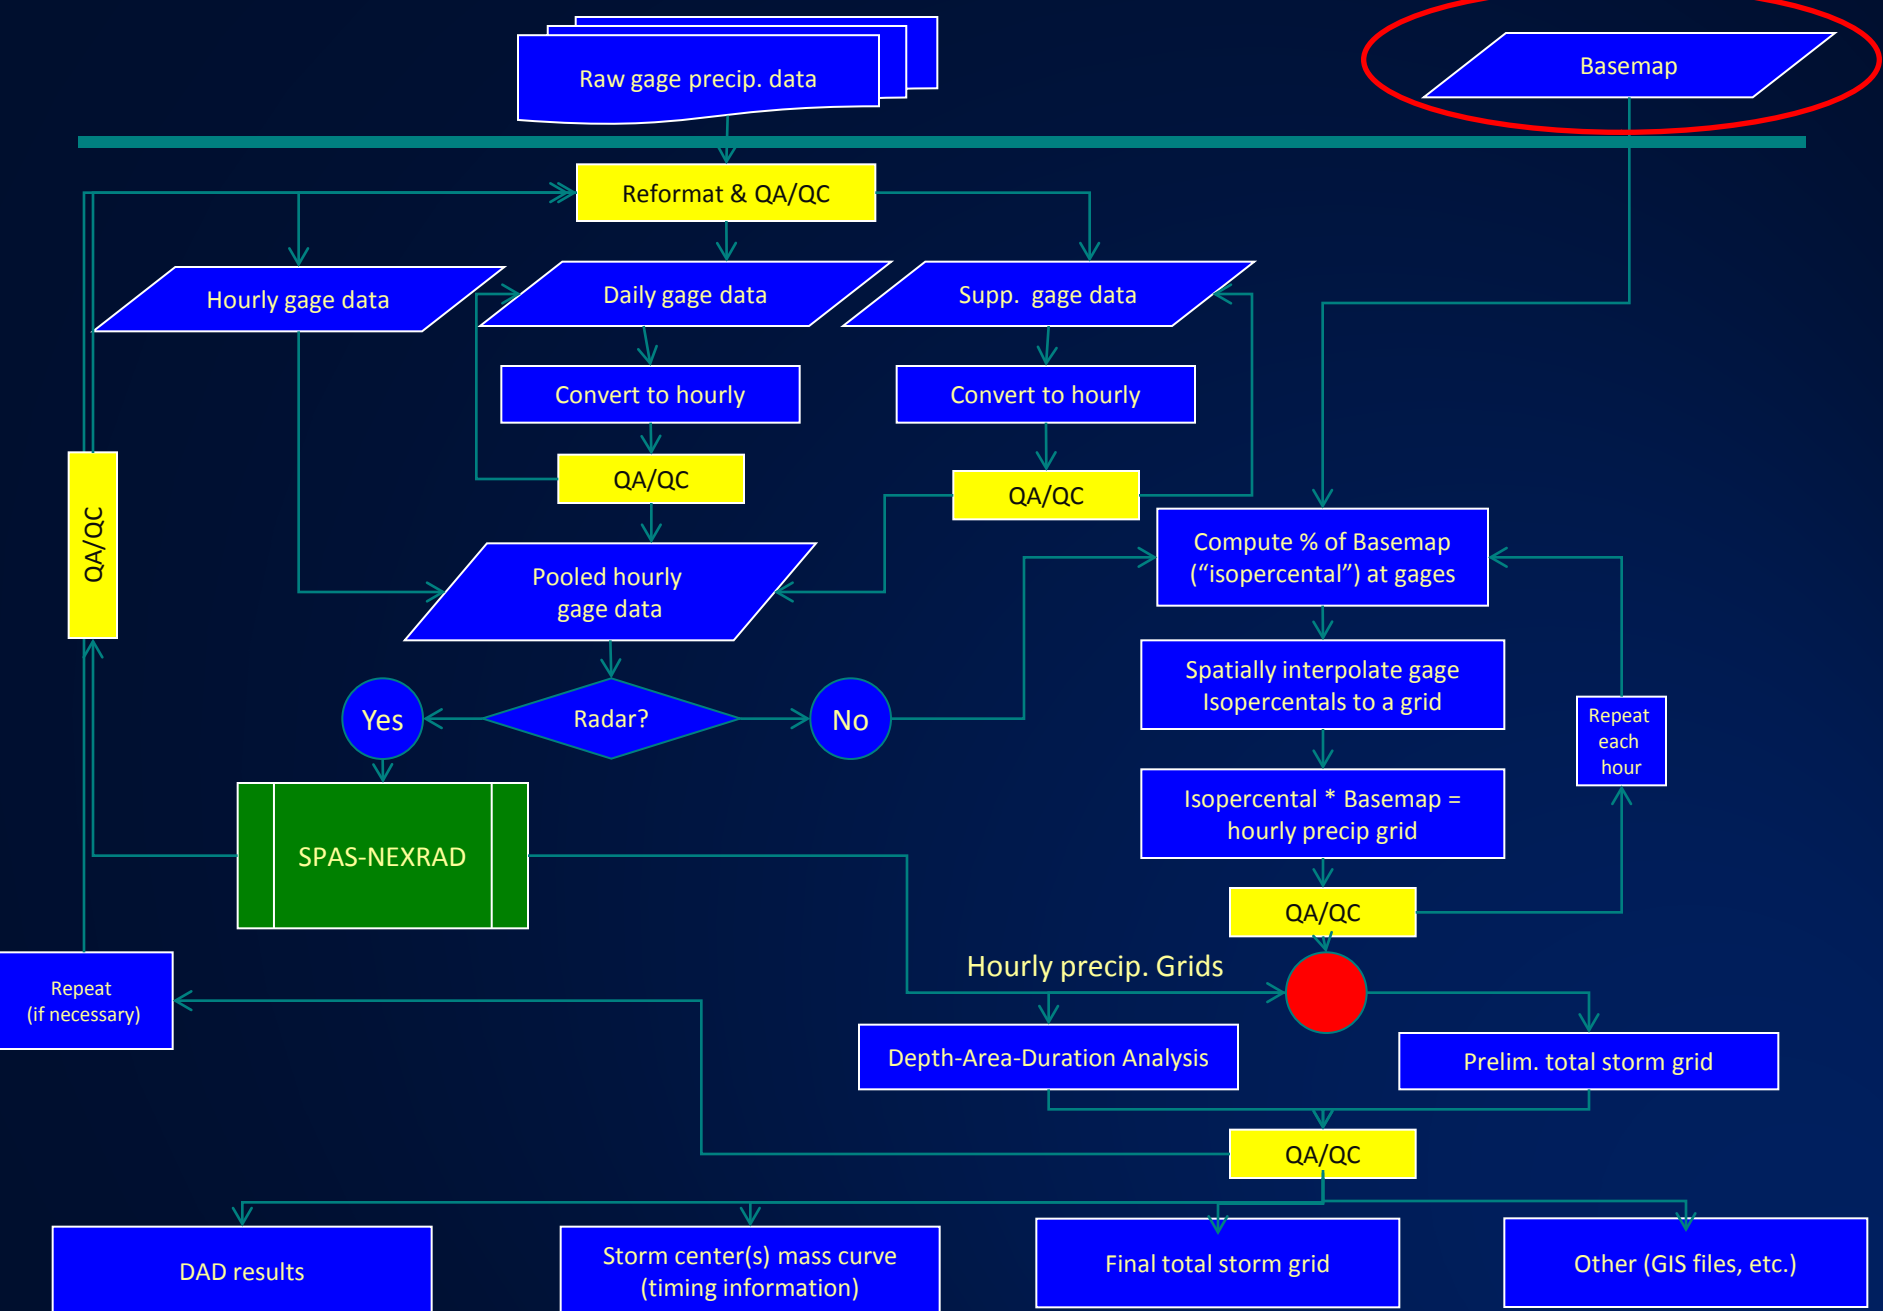 Raw gage precip. data
Basemap
Reformat & QA/QC
Hourly gage data
Daily gage data
Supp.  gage data
Convert to hourly
Convert to hourly
QA/QC
QA/QC
QA/QC
Compute % of Basemap
(“isopercental”) at gages
Pooled hourly
gage data
Spatially interpolate gage
Isopercentals to a grid
Yes
Radar?
No
Repeat
each
hour
Isopercental * Basemap =
hourly precip grid
SPAS-NEXRAD
QA/QC
Hourly precip. Grids
Repeat
(if necessary)
Depth-Area-Duration Analysis
Prelim. total storm grid
QA/QC
DAD results
Storm center(s) mass curve
(timing information)
Final total storm grid
Other (GIS files, etc.)